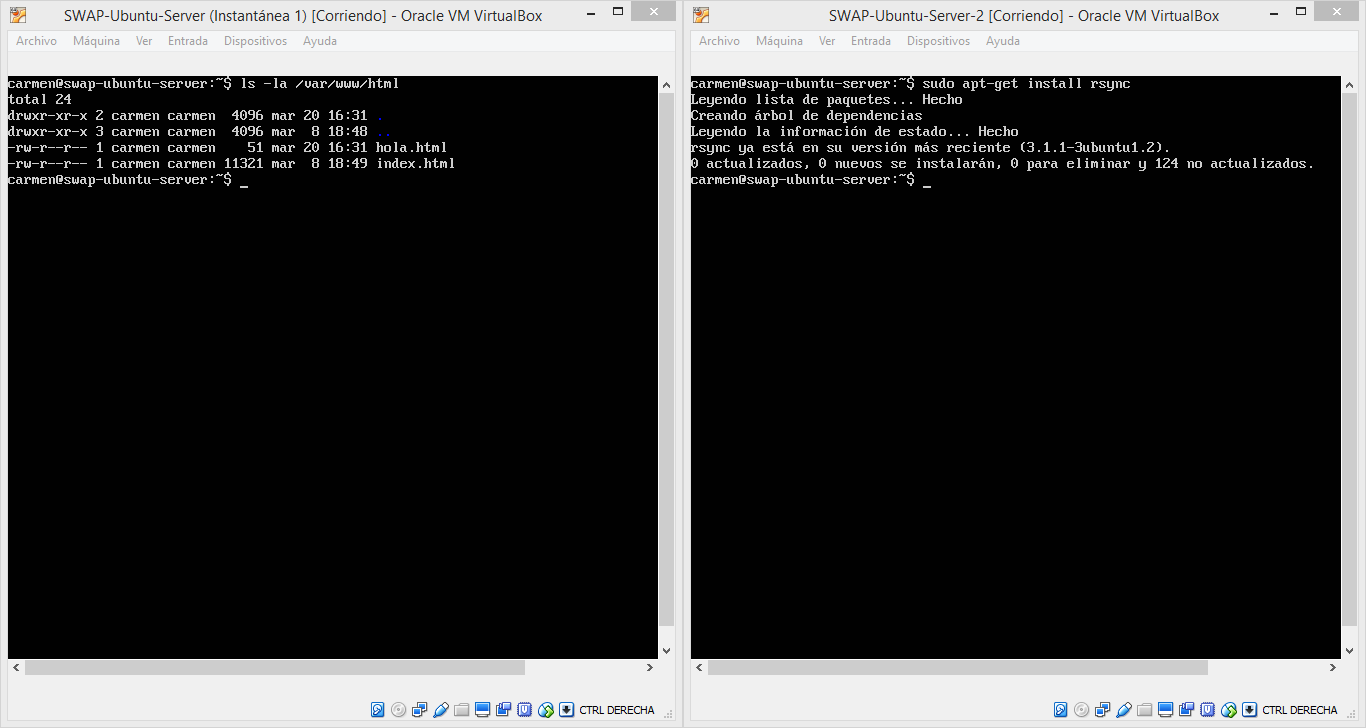 SWAP-Ubuntu-Server (Instantánea 1) [Corriendo] - Oracle VM VirtualBox
Archivo Máquina Ver Entrada Dispositivos Ayuda
carmen@swap-ubuntu-server:~$ ls -la /var/www/html
total 24
drwxr-xr-x 2 carmen carmen  4096 mar 20 16:31 .
drwxr-xr-x 3 carmen carmen  4096 mar  8 18:48 ..
-rw-r--r-- 1 carmen carmen    51 mar 20 16:31 hola.html
-rw-r--r-- 1 carmen carmen 11321 mar  8 18:49 index.html
carmen@swap-ubuntu-server:~$ _
CTRL DERECHA
SWAP-Ubuntu-Server-2 [Corriendo] - Oracle VM VirtualBox
Archivo Máquina Ver Entrada Dispositivos Ayuda
carmen@swap-ubuntu-server:~$ sudo apt-get install rsync
Leyendo lista de paquetes... Hecho
Creando árbol de dependencias
Leyendo la información de estado... Hecho
rsync ya está en su versión más reciente (3.1.1-3ubuntu1.2).
0 actualizados, 0 nuevos se instalarán, 0 para eliminar y 124 no actualizados.
carmen@swap-ubuntu-server:~$ _
CTRL DERECHA